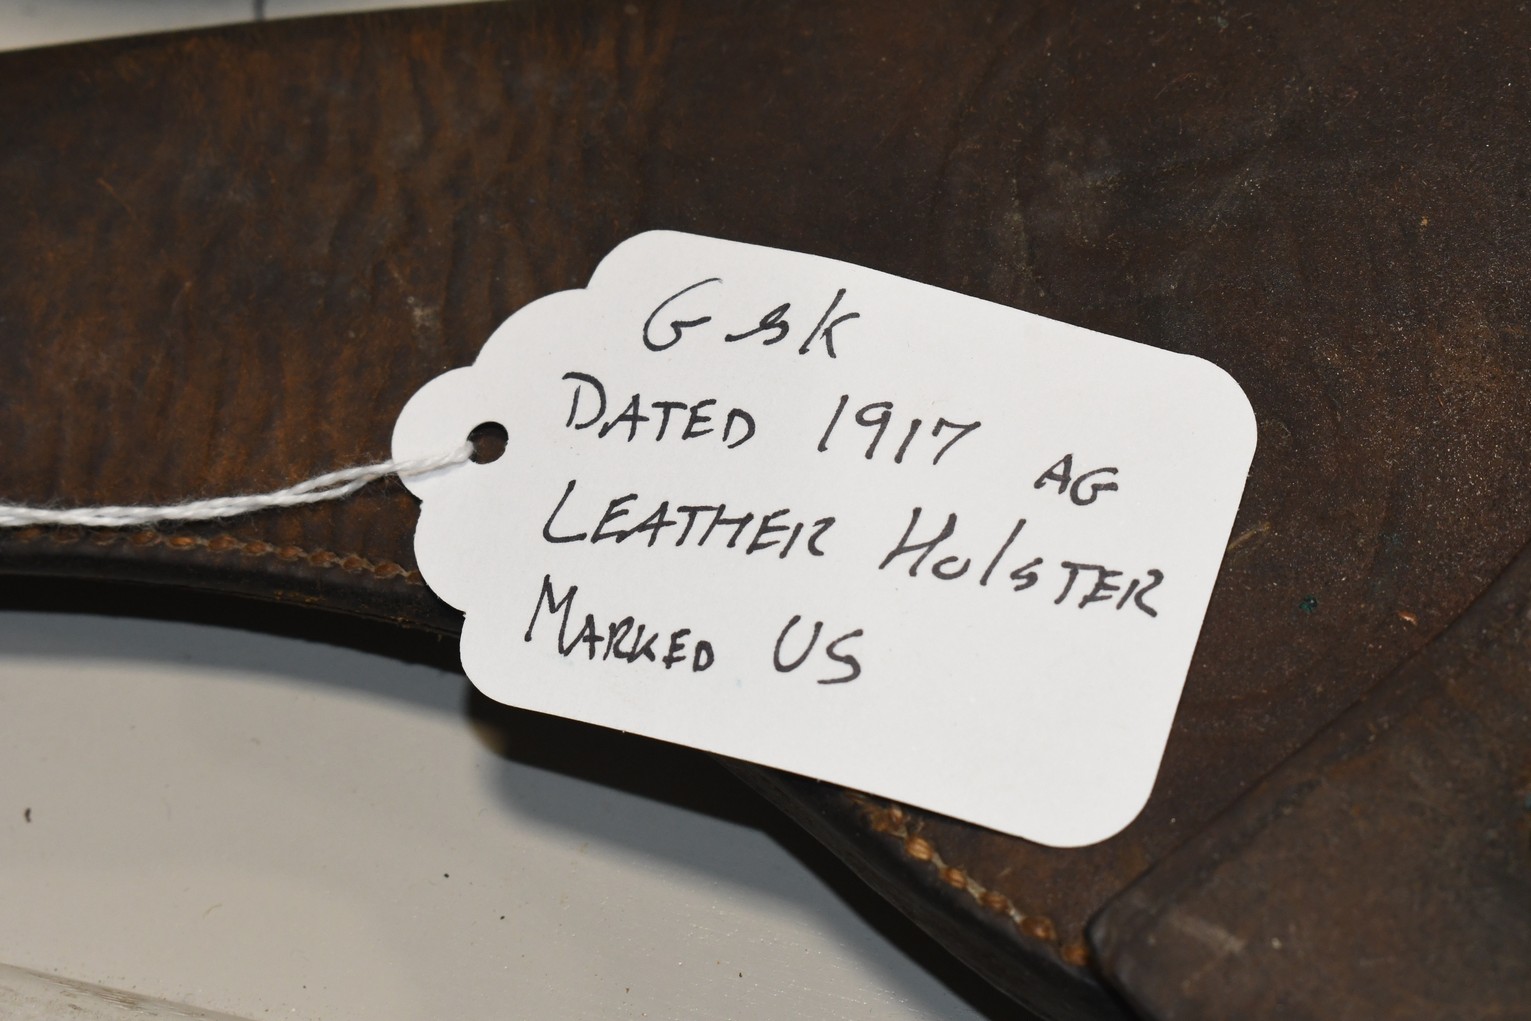 G&K
DATED 1917 AG
LEATHER HOlSTER
MARKED US